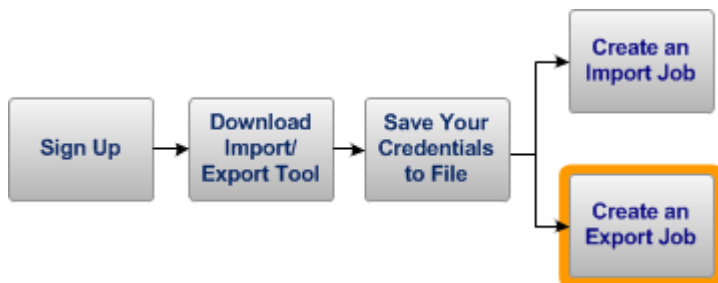 Sign Up
Download
Import/
Export Tool
Save Your
Credentials
to File
Create an
Import Job
Create an
Export Job